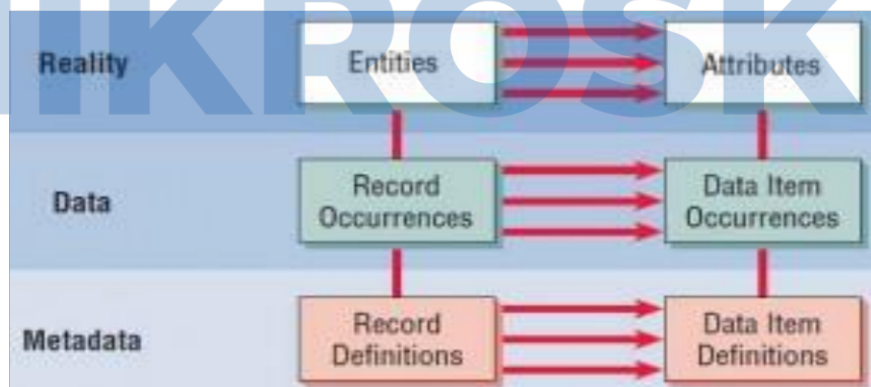 IKROSK
Reality
Entities
Attributes
Data
Record
Occurrences
Data Item
Occurrences
Metadata
Record
Definitions
Data Item
Definitions